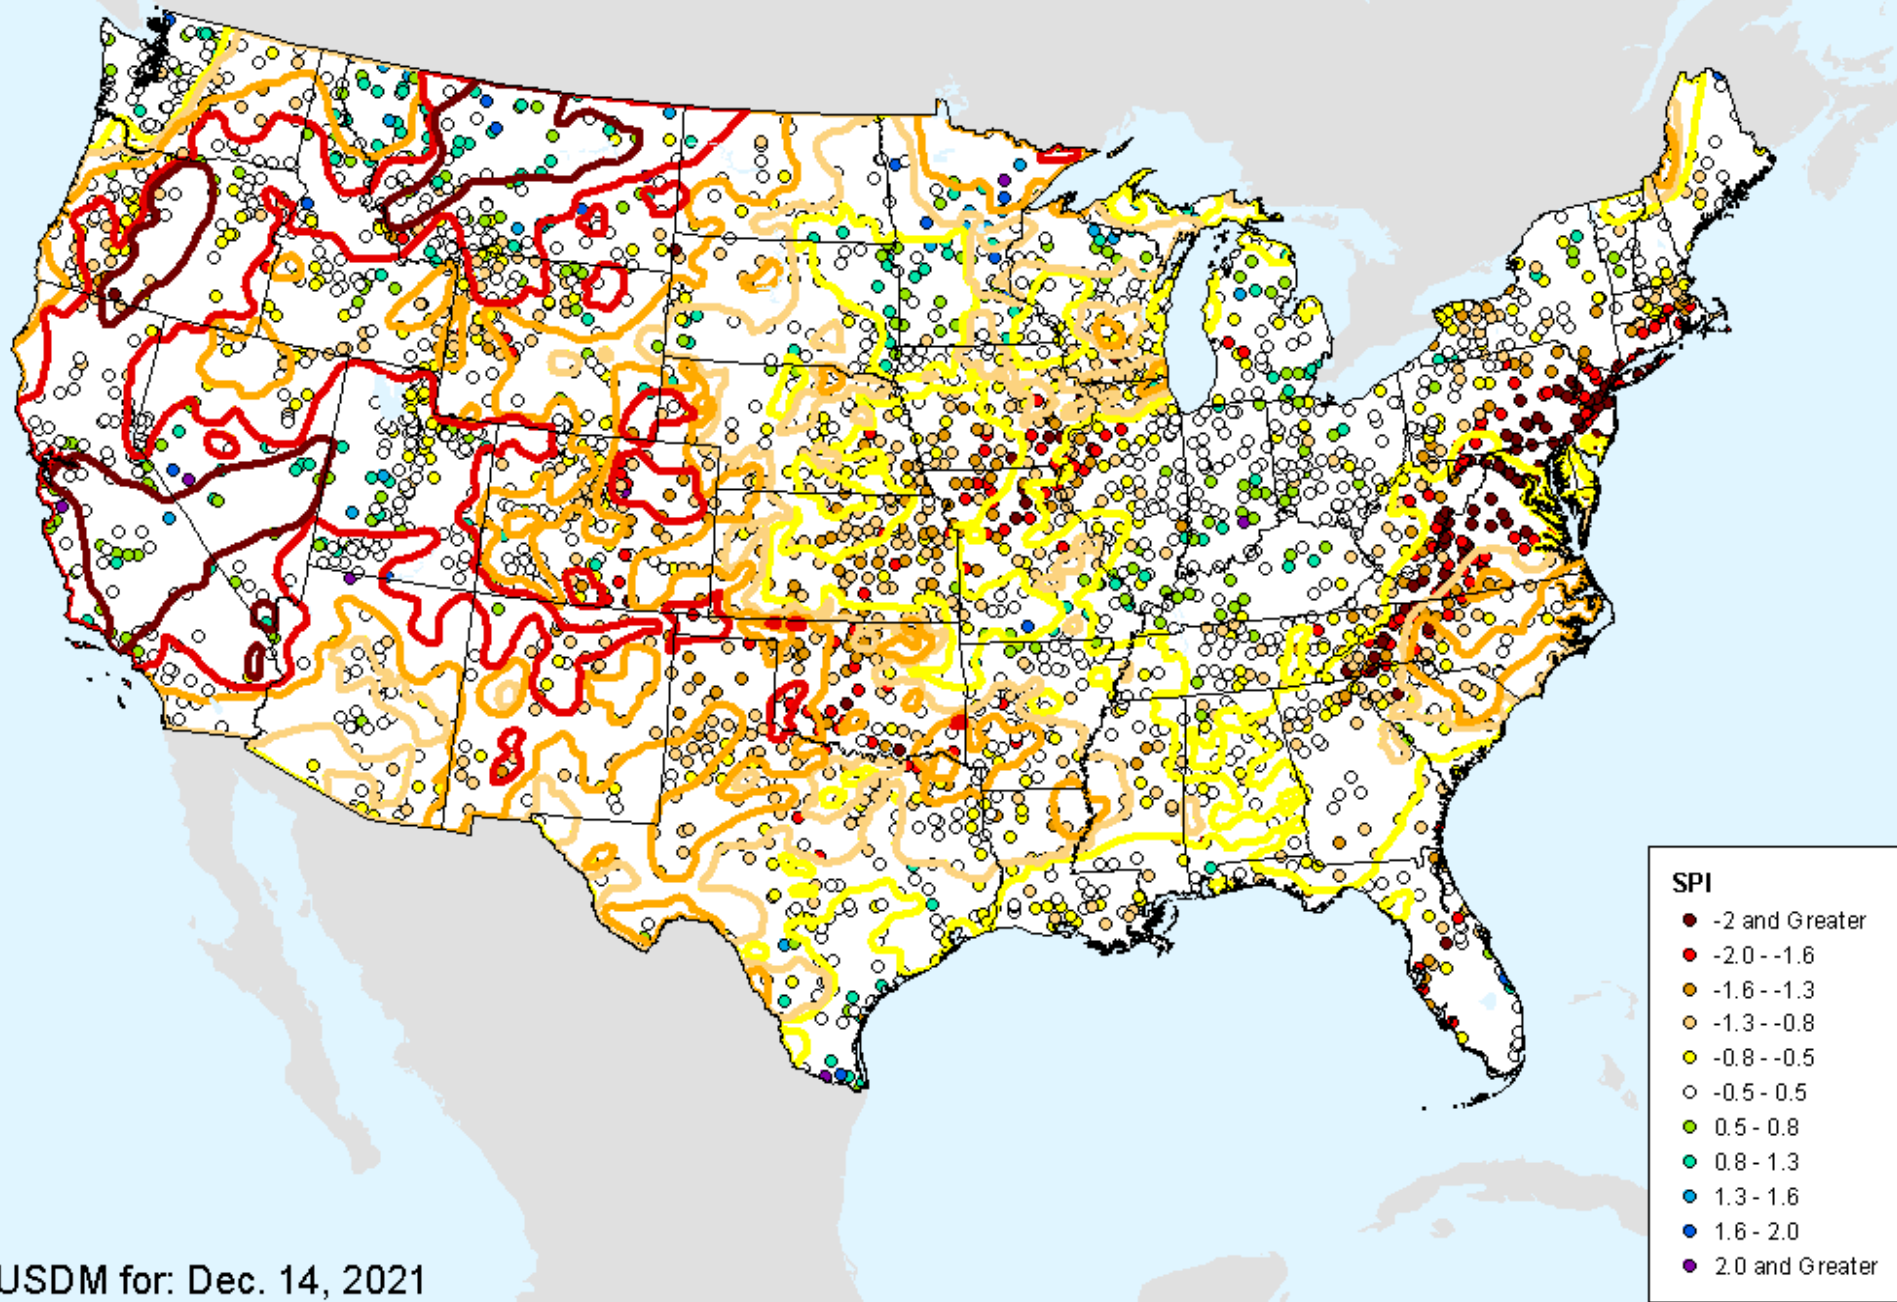 SPI
-2 and Greater
-2.0 - -1.6
-1.6 - -1.3
-1.3 - -0.8
-0.8 - -0.5
-0.5 - 0.5
0.5 - 0.8
0.8 - 1.3
1.3 - 1.6
1.6 - 2.0
2.0 and Greater
USDM for: Dec. 14, 2021